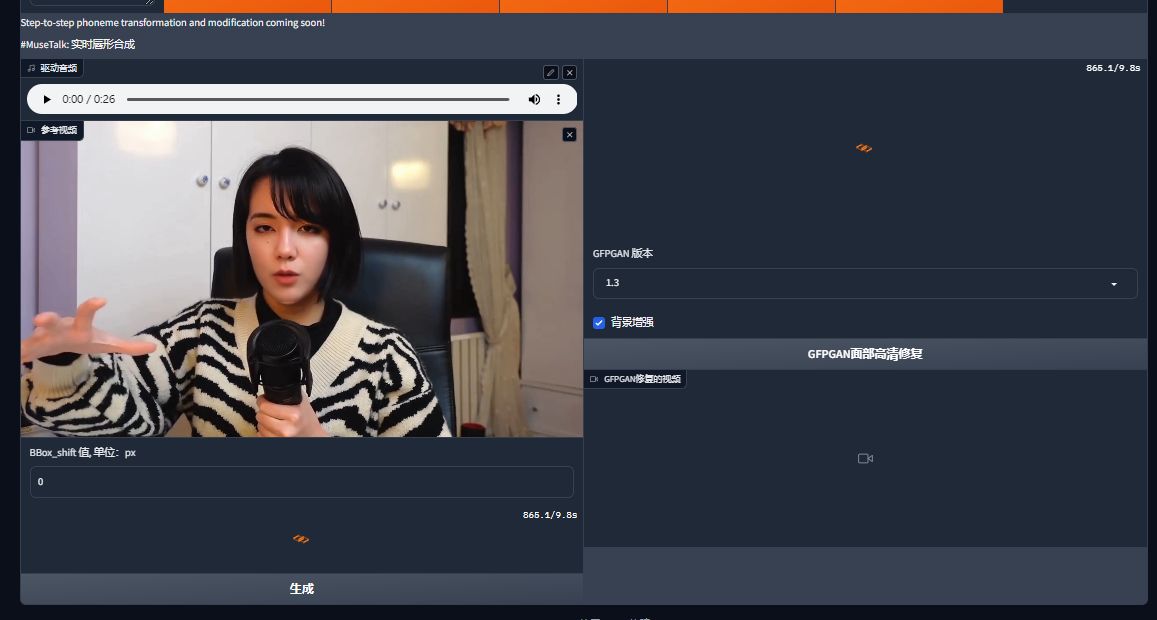 Step-to-step phoneme transformation and modification coming soon!
#MuseTalk: 实时唇形合成
驱动音频
0:00 / 0:26
参考视频
BBox_shift 值, 单位：px
0
865.1/9.8s
生成
865.1/9.8s
GFPGAN 版本
1.3
背景增强
GFPGAN面部高清修复
GFPGAN修复的视频